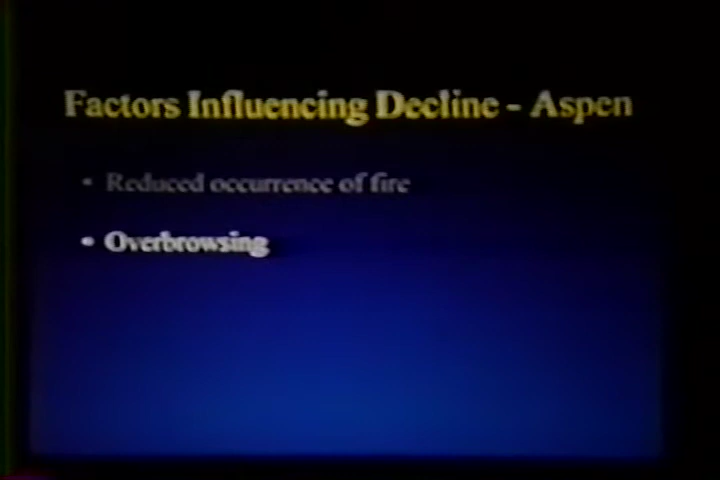 Factors Influencing Decline - Aspen
• Reduced occurrence of fire
• Overbrowsing